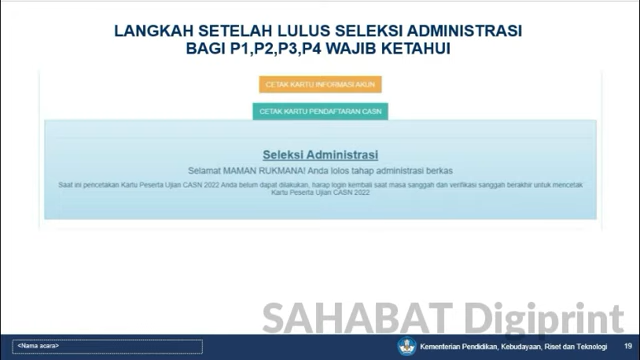 LANGKAH SETELAH LULUS SELEKSI ADMINISTRASI
BAGI P1,P2,P3,P4 WAJIB KETAHUI
CETAK KARTU INFORMASI AKUN
CETAK KARTU PENDAFTARAN CASN
Seleksi Administrasi
Selamat MAMAN RUKMANA! Anda lolos tahap administrasi berkas
Saat ini pencetakan Kartu Peserta Ujian CASN 2022 Anda belum dapat dilakukan, harap login kembali saat masa sanggah dan verifikasi sanggah berakhir untuk mencetak
Kartu Peserta Ujian CASN 2022
SAHABAT Digiprint
<Nama acara>
Kementerian Pendidikan, Kebudayaan, Riset dan Teknologi
19